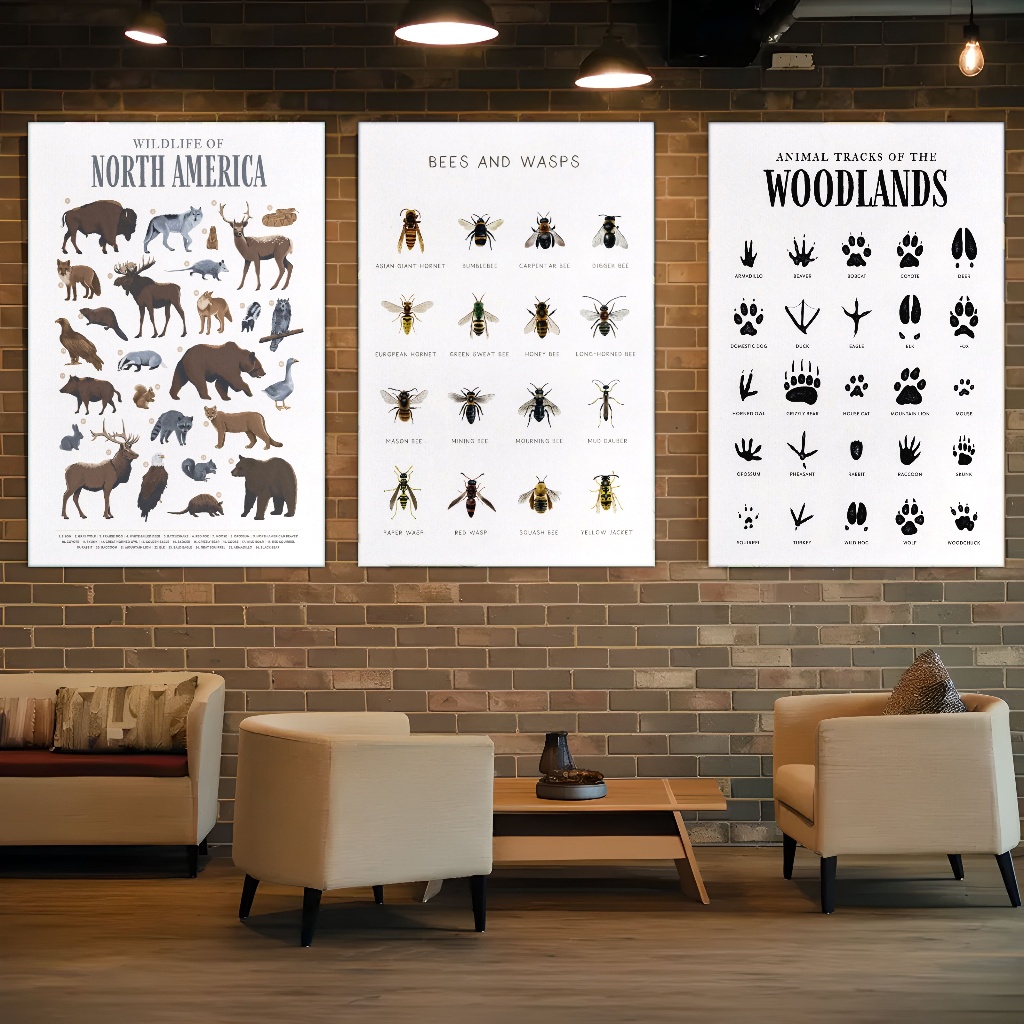 WILDLIFE OF
NORTH AMERICA
BEES AND WASPS
ASIAN GIANT HORNET BUMBLEBEE CARPENTAR BEE DIGGER BEE
EUROPEAN HORNET GREEN SWEAT BEE HONEY BEE LONG-HORNED BEE
MASON BEE MINING BEE MOURNING BEE MUD DAUBER
PAPER WASP RED WASP SQUASH BEE YELLOW JACKET
ANIMAL TRACKS OF THE
WOODLANDS
ARMADILLO BEAVER BOBCAT COYOTE DEER
DOMESTIC DOG DUCK EAGLE ELK FOX
HORNED OWL GRIZZLY BEAR HOUSE CAT MOUNTAIN LION MOUSE
OPOSSUM PHEASANT RABBIT RACCOON SKUNK
SQUIRREL TURKEY WILD HOG WOLF WOODCHUCK